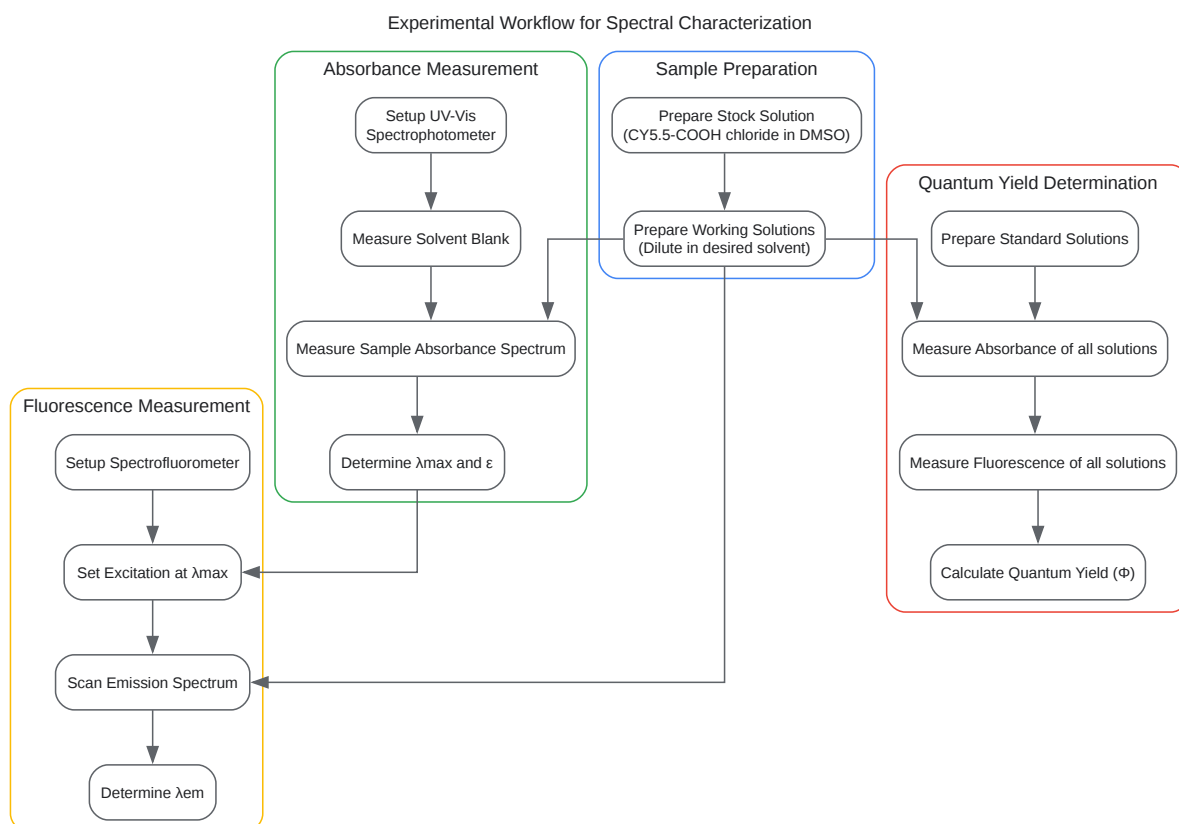 Experimental Workflow for Spectral Characterization
Absorbance Measurement
Setup UV-Vis
Spectrophotometer
Measure Solvent Blank
Measure Sample Absorbance Spectrum
Determine λmax and ε
Sample Preparation
Prepare Stock Solution
(CY5.5-COOH chloride in DMSO)
Prepare Working Solutions
(Dilute in desired solvent)
Quantum Yield Determination
Prepare Standard Solutions
Measure Absorbance of all solutions
Measure Fluorescence of all solutions
Calculate Quantum Yield (Φ)
Fluorescence Measurement
Setup Spectrofluorometer
Set Excitation at λmax
Scan Emission Spectrum
Determine λem